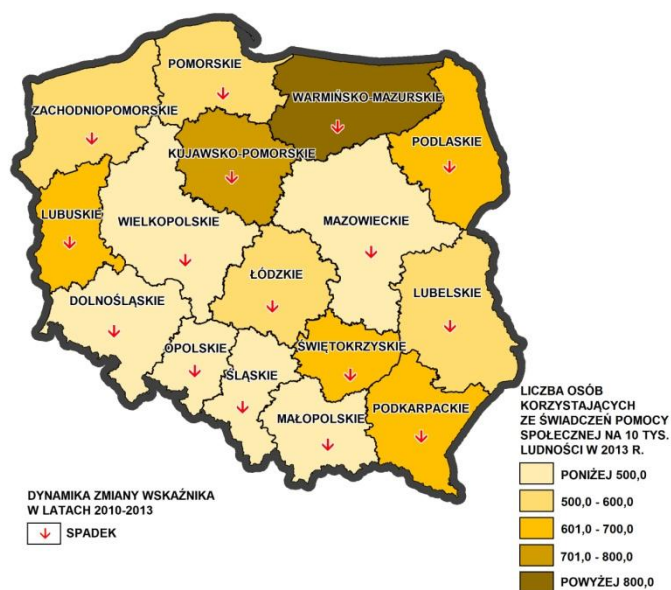 POMORSKIE
WARMIŃSKO-MAZURSKIE
ZACHODNIOPOMORSKIE
PODLASKIE
KUJAWSKO-POMORSKIE
LUBUSKIE
WIELKOPOLSKIE
MAZOWIECKIE
ŁÓDZKIE
LUBELSKIE
DOLNOŚLĄSKIE
OPOLSKIE
ŚWIĘTOKRZYSKIE
ŚLĄSKIE
MAŁOPOLSKIE
PODKARPACKIE
LICZBA OSÓB
KORZYSTAJĄCYCH
ZE ŚWIADCZEŃ POMOCY
SPOŁECZNEJ NA 10 TYS.
LUDNOŚCI W 2013 R.
PONIŻEJ 500,0
500,0 - 600,0
601,0 - 700,0
701,0 - 800,0
POWYŻEJ 800,0
DYNAMIKA ZMIANY WSKAŹNIKA
W LATACH 2010-2013
SPADEK